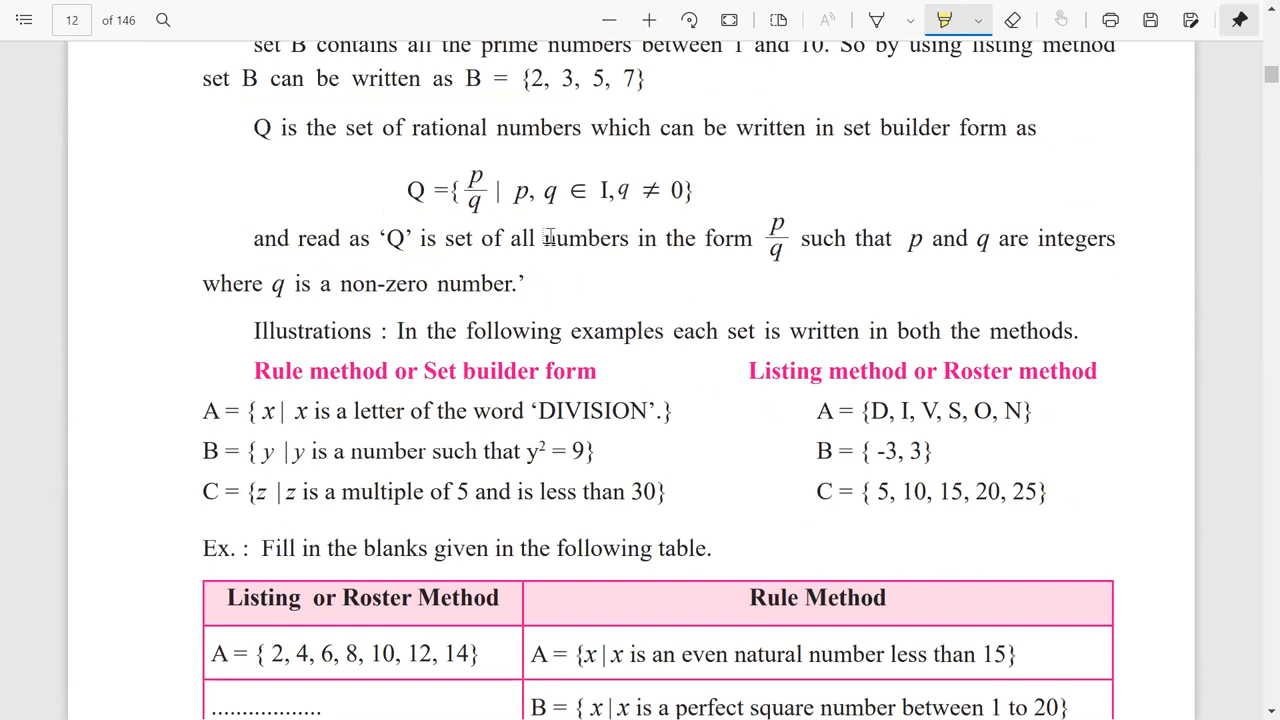 12 of 146
set B contains all the prime numbers between 1 and 10. So by using listing method
set B can be written as B = {2, 3, 5, 7}
Q is the set of rational numbers which can be written in set builder form as
Q ={ p/q | p, q ∈ I, q ≠ 0}
and read as ‘Q’ is set of all numbers in the form p/q such that p and q are integers
where q is a non-zero number.’
Illustrations : In the following examples each set is written in both the methods.
Rule method or Set builder form Listing method or Roster method
A = { x | x is a letter of the word ‘DIVISION’.} A = {D, I, V, S, O, N}
B = { y | y is a number such that y² = 9} B = { -3, 3}
C = {z | z is a multiple of 5 and is less than 30} C = { 5, 10, 15, 20, 25}
Ex. : Fill in the blanks given in the following table.
Listing or Roster Method Rule Method
A = { 2, 4, 6, 8, 10, 12, 14} A = {x | x is an even natural number less than 15}
.................. B = { x | x is a perfect square number between 1 to 20}